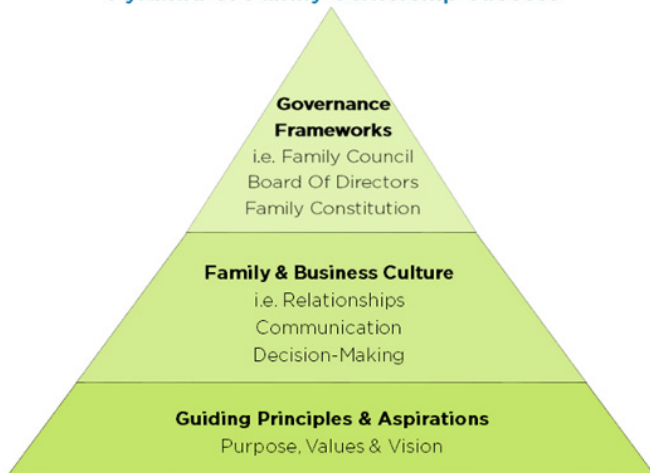 Governance
Frameworks
i.e. Family Council
Board Of Directors
Family Constitution
Family & Business Culture
i.e. Relationships
Communication
Decision-Making
Guiding Principles & Aspirations
Purpose, Values & Vision